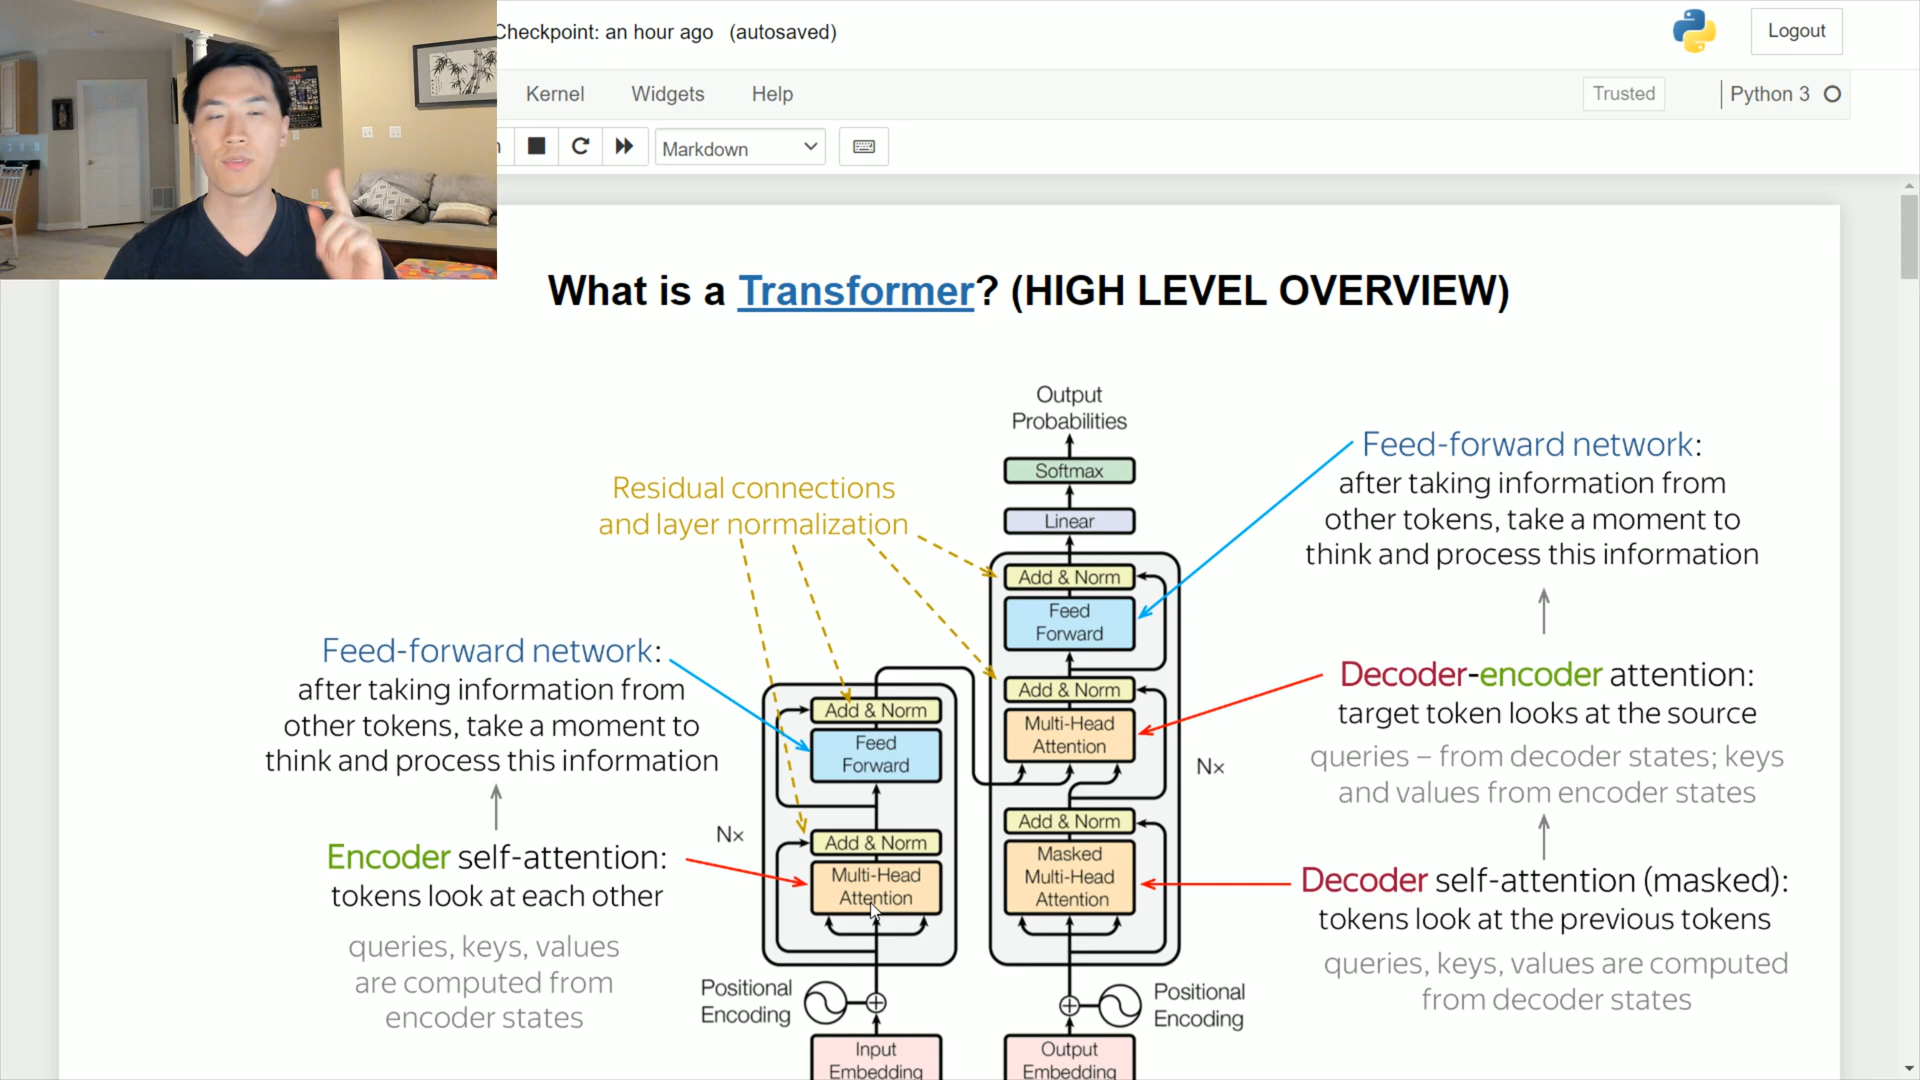 Checkpoint: an hour ago (autosaved)
Logout
Kernel
Widgets
Help
Trusted
Python 3
Markdown
What is a Transformer? (HIGH LEVEL OVERVIEW)
Output
Probabilities
Softmax
Linear
Add & Norm
Feed
Forward
Add & Norm
Multi-Head
Attention
Nx
Add & Norm
Masked
Multi-Head
Attention
Positional
Encoding
Output
Embedding
Residual connections
and layer normalization
Feed-forward network:
after taking information from
other tokens, take a moment to
think and process this information
Encoder self-attention:
tokens look at each other
queries, keys, values
are computed from
encoder states
Nx
Add & Norm
Feed
Forward
Add & Norm
Multi-Head
Attention
Positional
Encoding
Input
Embedding
Feed-forward network:
after taking information from
other tokens, take a moment to
think and process this information
Decoder-encoder attention:
target token looks at the source
queries – from decoder states; keys
and values from encoder states
Decoder self-attention (masked):
tokens look at the previous tokens
queries, keys, values are computed
from decoder states